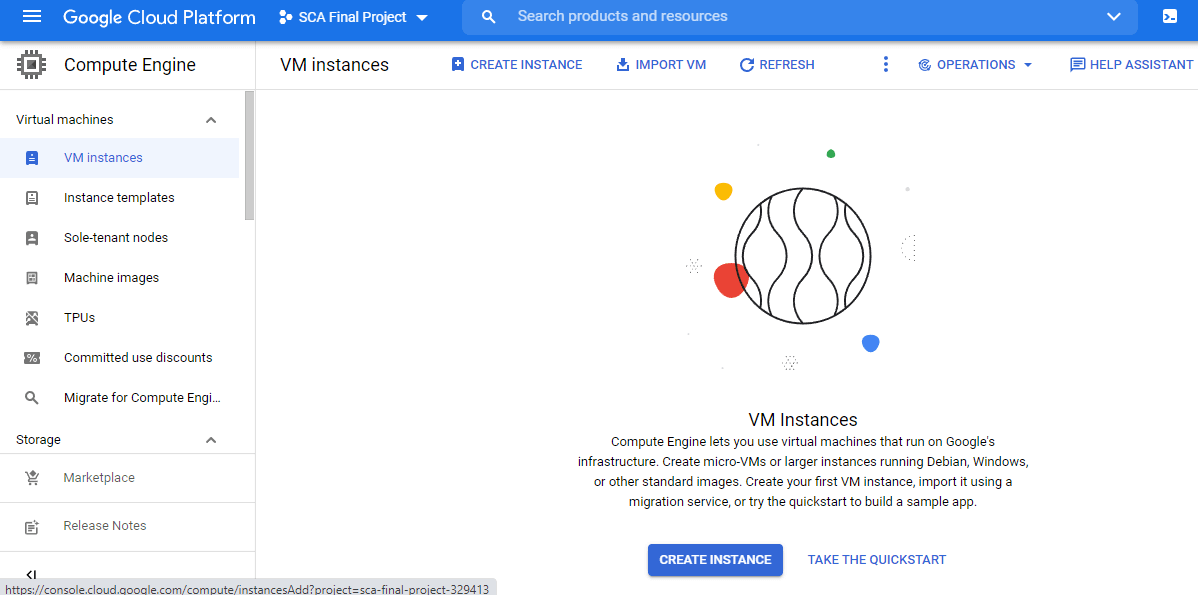 Google Cloud Platform SCA Final Project Search products and resources
Compute Engine
VM instances CREATE INSTANCE IMPORT VM REFRESH OPERATIONS HELP ASSISTANT
Virtual machines
VM instances
Instance templates
Sole-tenant nodes
Machine images
TPUs
Committed use discounts
Migrate for Compute Engi...
Storage
Marketplace
Release Notes
VM Instances
Compute Engine lets you use virtual machines that run on Google's
infrastructure. Create micro-VMs or larger instances running Debian, Windows,
or other standard images. Create your first VM instance, import it using a
migration service, or try the quickstart to build a sample app.
CREATE INSTANCE TAKE THE QUICKSTART
https://console.cloud.google.com/compute/instancesAdd?project=sca-final-project-329413